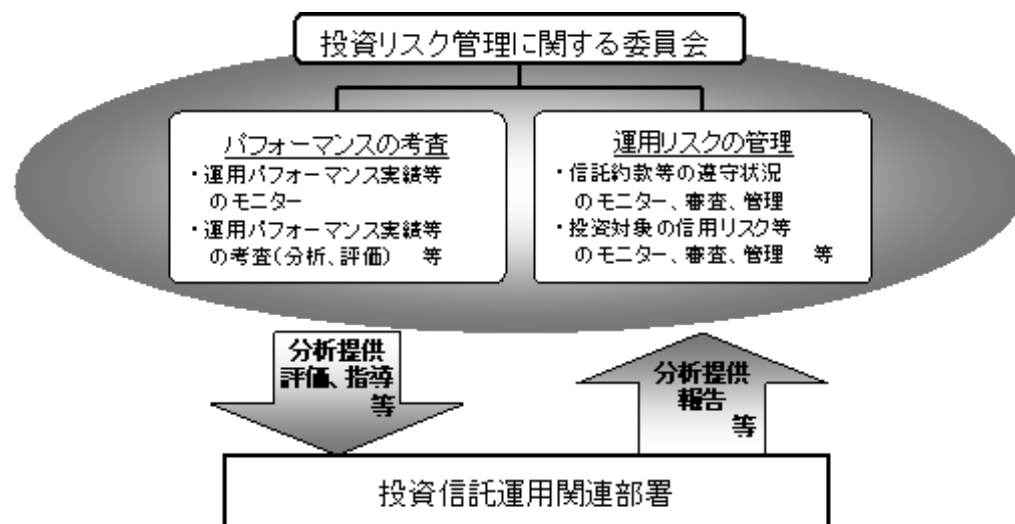 投資リスク管理に関する委員会
パフォーマンスの考査
・運用パフォーマンス実績等
のモニター
・運用パフォーマンス実績等
の考査(分析、評価) 等
運用リスクの管理
・信託約款等の遵守状況
のモニター、審査、管理
・投資対象の信用リスク等
のモニター、審査、管理 等
分析提供
評価、指導
等
分析提供
報告
等
投資信託運用関連部署